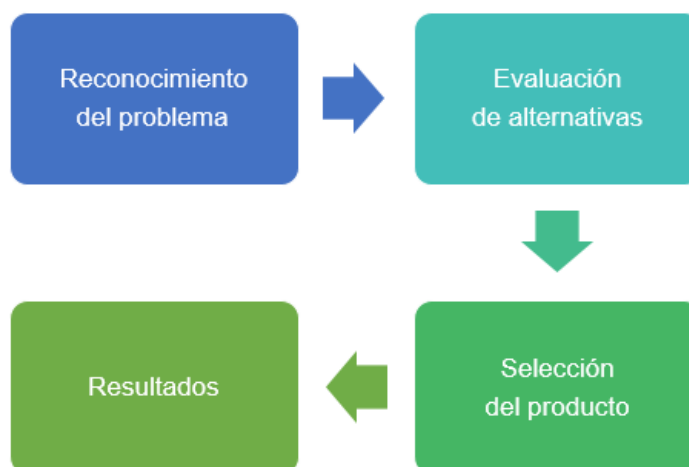 Reconocimiento
del problema
Evaluación
de alternativas
Selección
del producto
Resultados